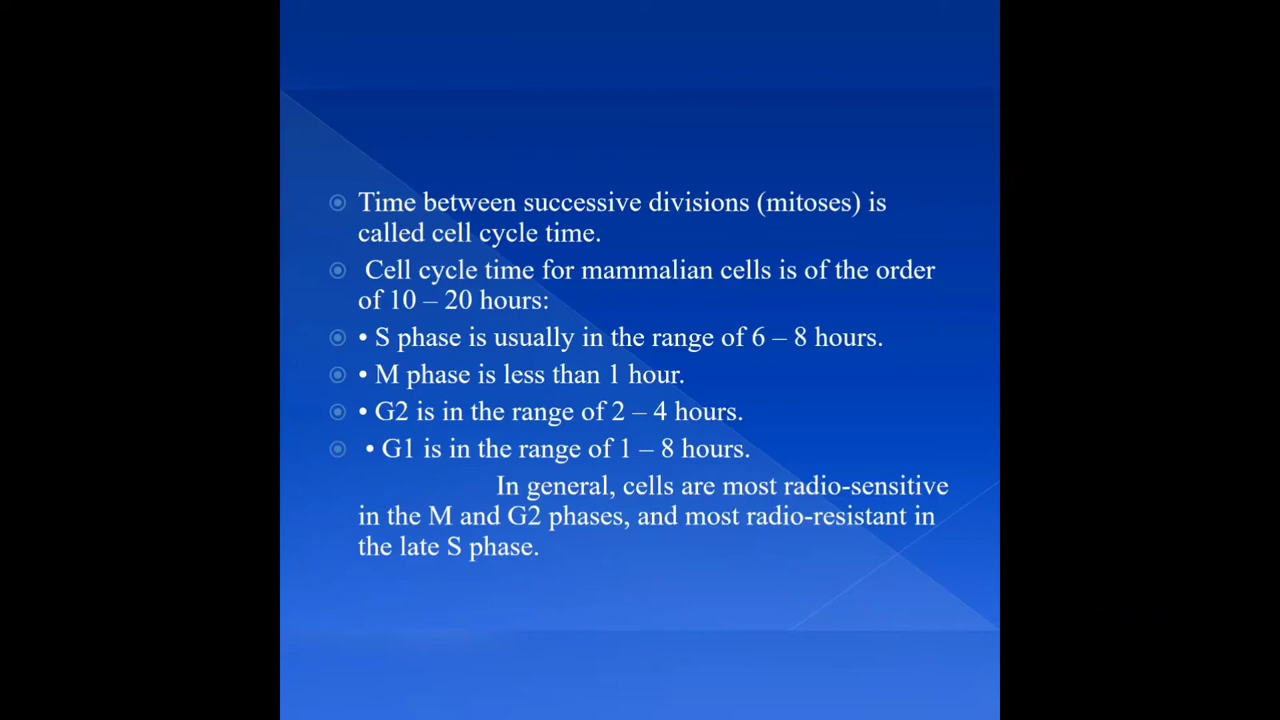 Time between successive divisions (mitoses) is
called cell cycle time.
Cell cycle time for mammalian cells is of the order
of 10 – 20 hours:
• S phase is usually in the range of 6 – 8 hours.
• M phase is less than 1 hour.
• G2 is in the range of 2 – 4 hours.
• G1 is in the range of 1 – 8 hours.
In general, cells are most radio-sensitive
in the M and G2 phases, and most radio-resistant in
the late S phase.